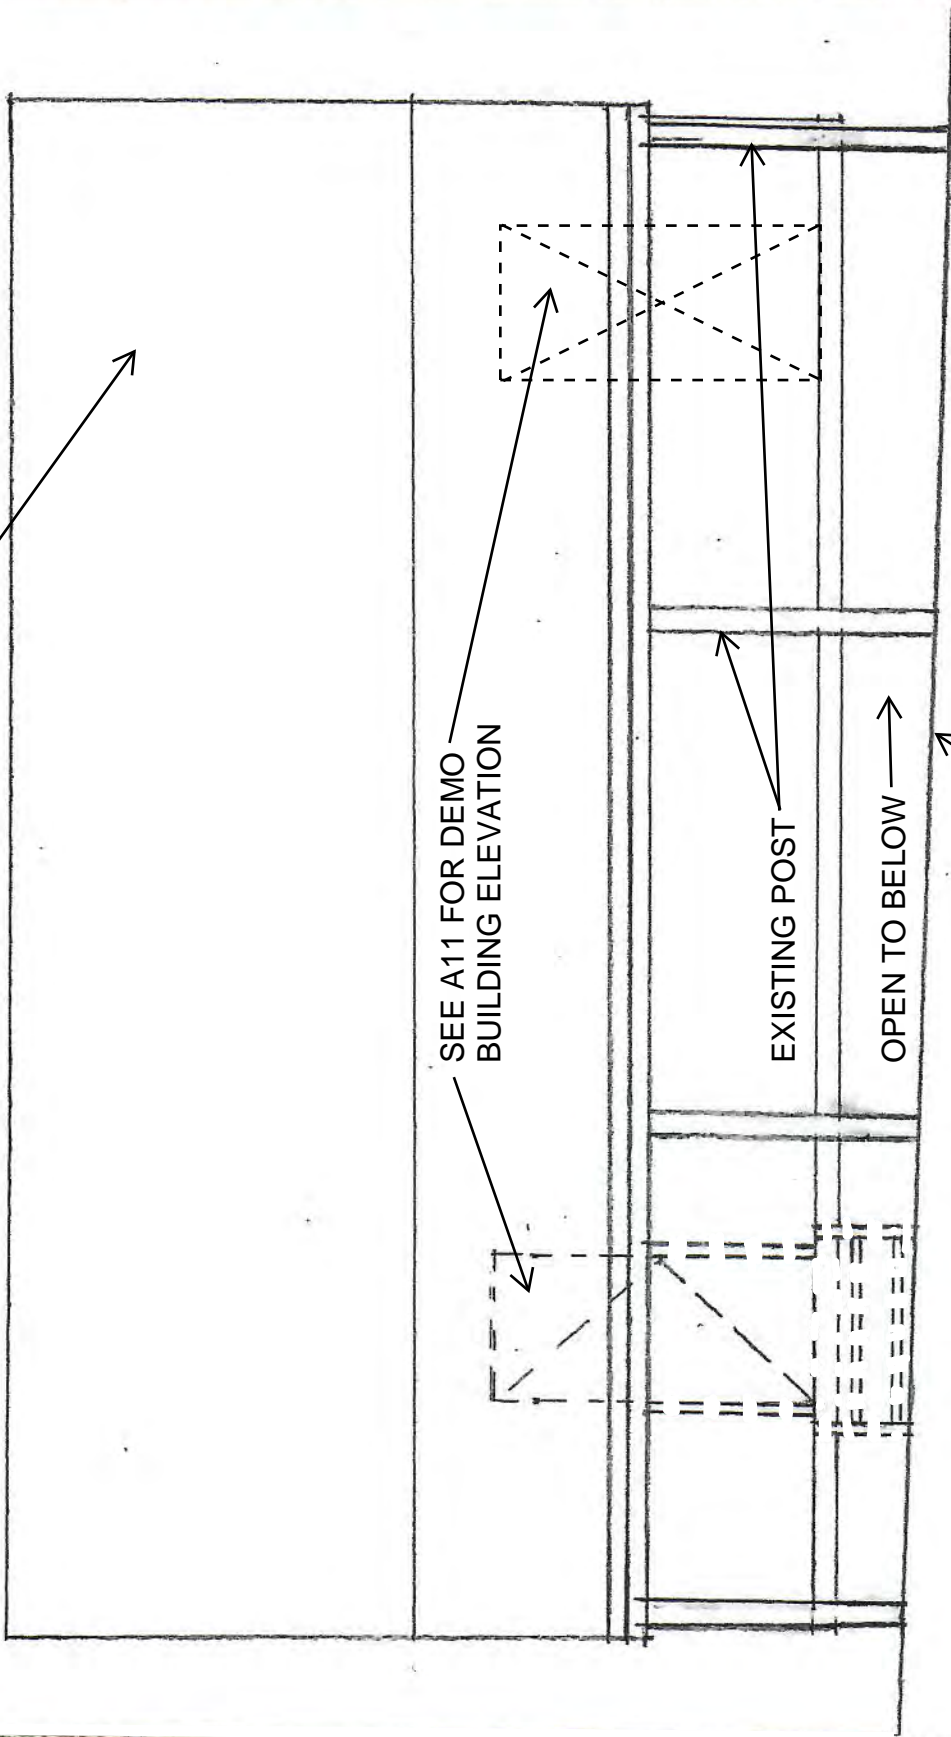 SEE A11 FOR DEMO
BUILDING ELEVATION
EXISTING POST
OPEN TO BELOW